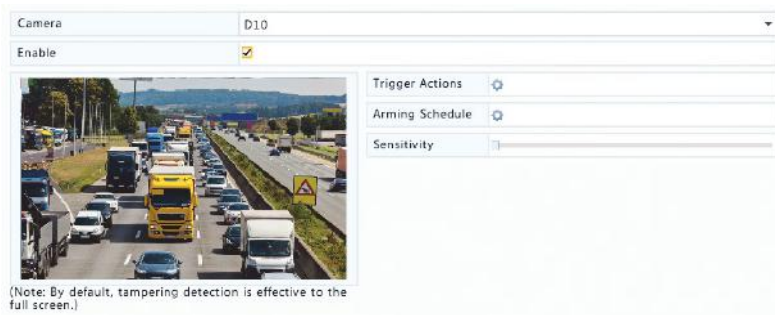 Camera D10
Enable
Trigger Actions
Arming Schedule
Sensitivity
(Note: By default, tampering detection is effective to the
full screen.)